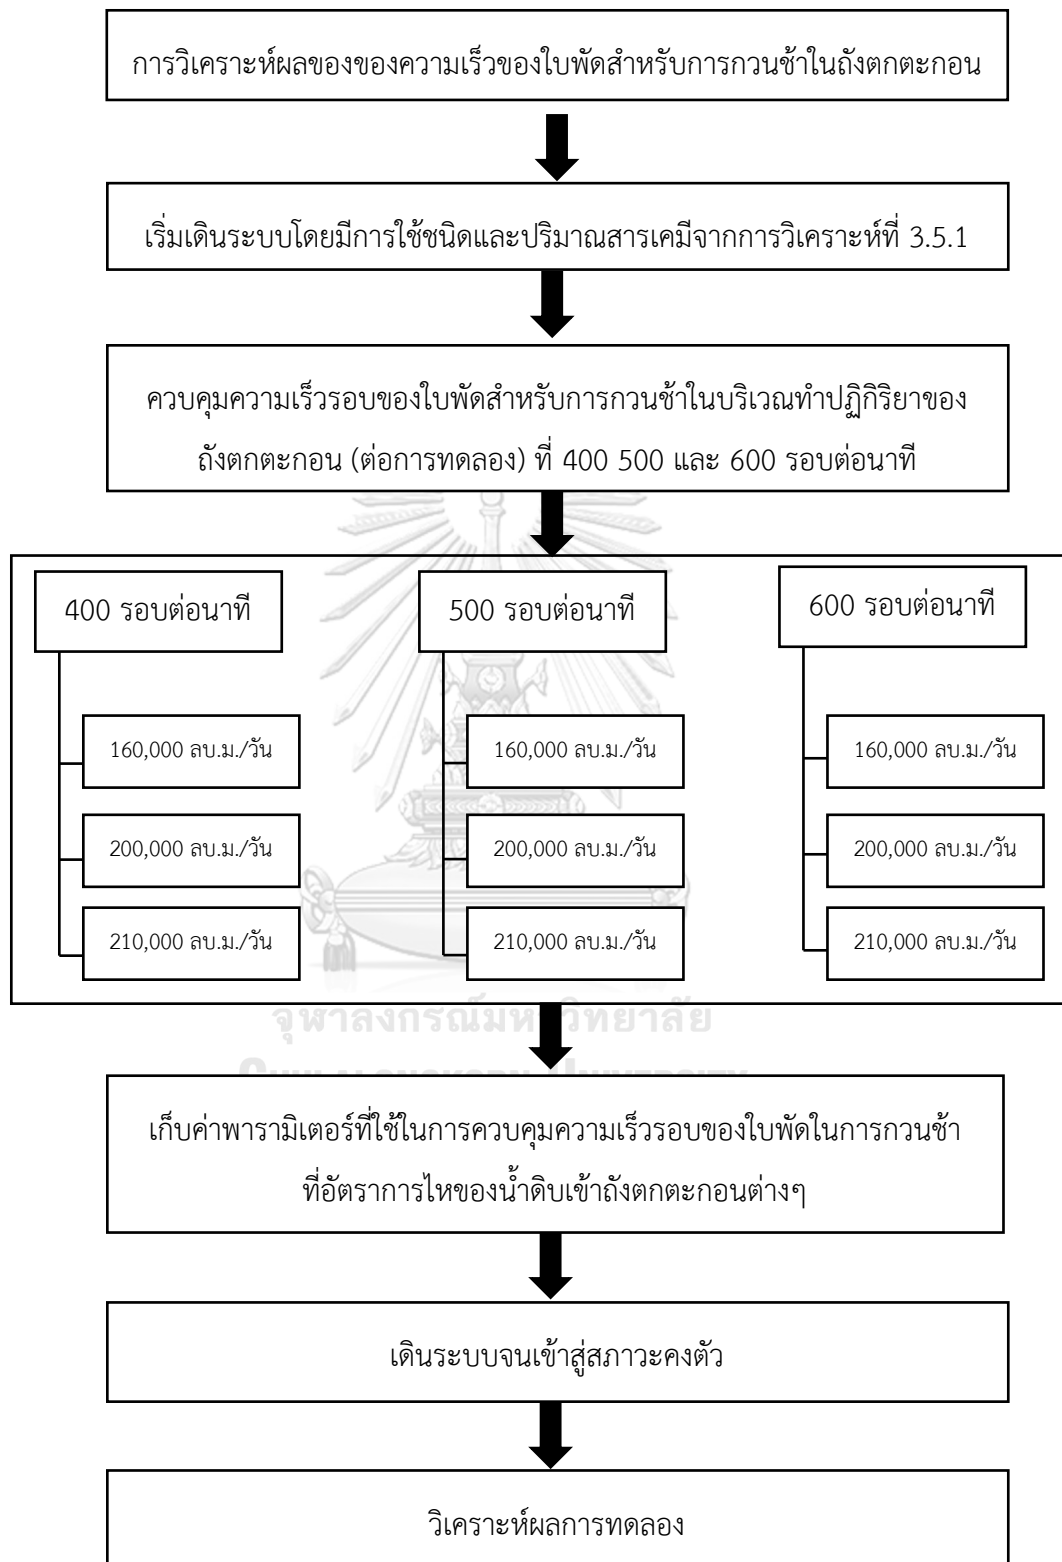 การวิเคราะห์ผลของของความเร็วของใบพัดสำหรับการกวนช้าในถังตกตะกอน
เริ่มเดินระบบโดยมีการใช้ชนิดและปริมาณสารเคมีจากการวิเคราะห์ที่ 3.5.1
ควบคุมความเร็วรอบของใบพัดสำหรับการกวนช้าในบริเวณทำปฏิกิริยาของ
ถังตกตะกอน (ต่อการทดลอง) ที่ 400 500 และ 600 รอบต่อนาที
400 รอบต่อนาที
160,000 ลบ.ม./วัน
200,000 ลบ.ม./วัน
210,000 ลบ.ม./วัน
500 รอบต่อนาที
160,000 ลบ.ม./วัน
200,000 ลบ.ม./วัน
210,000 ลบ.ม./วัน
600 รอบต่อนาที
160,000 ลบ.ม./วัน
200,000 ลบ.ม./วัน
210,000 ลบ.ม./วัน
จุฬาลงกรณ์มหาวิทยาลัย
CHULALONGKORN UNIVERSITY
เก็บค่าพารามิเตอร์ที่ใช้ในการควบคุมความเร็วรอบของใบพัดในการกวนช้า
ที่อัตราการไหของน้ำดิบเข้าถังตกตะกอนต่างๆ
เดินระบบจนเข้าสู่สภาวะคงตัว
วิเคราะห์ผลการทดลอง